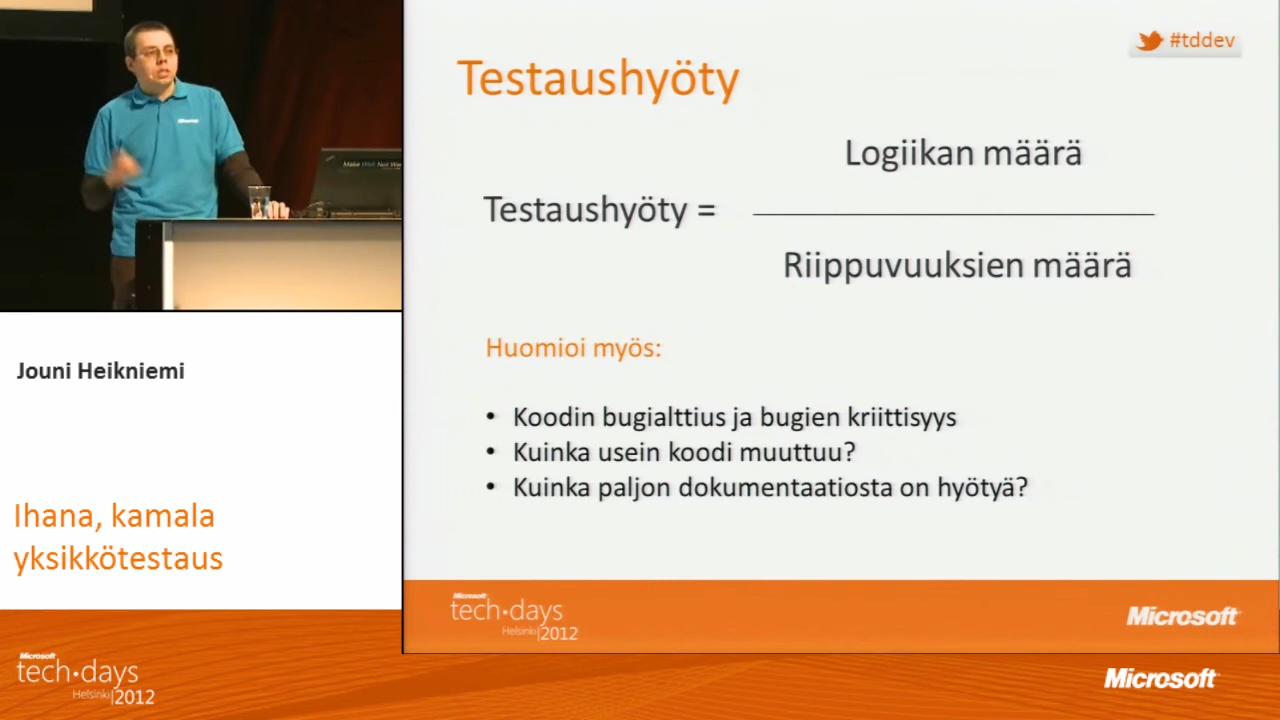 #tddev
Testaushyöty
Logiikan määrä
Testaushyöty =
Riippuvuuksien määrä
Huomioi myös:
• Koodin bugialttius ja bugien kriittisyys
• Kuinka usein koodi muuttuu?
• Kuinka paljon dokumentaatiosta on hyötyä?
Microsoft
tech·days
Helsinki|2012
Microsoft
Jouni Heikniemi
Ihana, kamala
yksikkötestaus
Microsoft
tech·days
Helsinki|2012
Microsoft